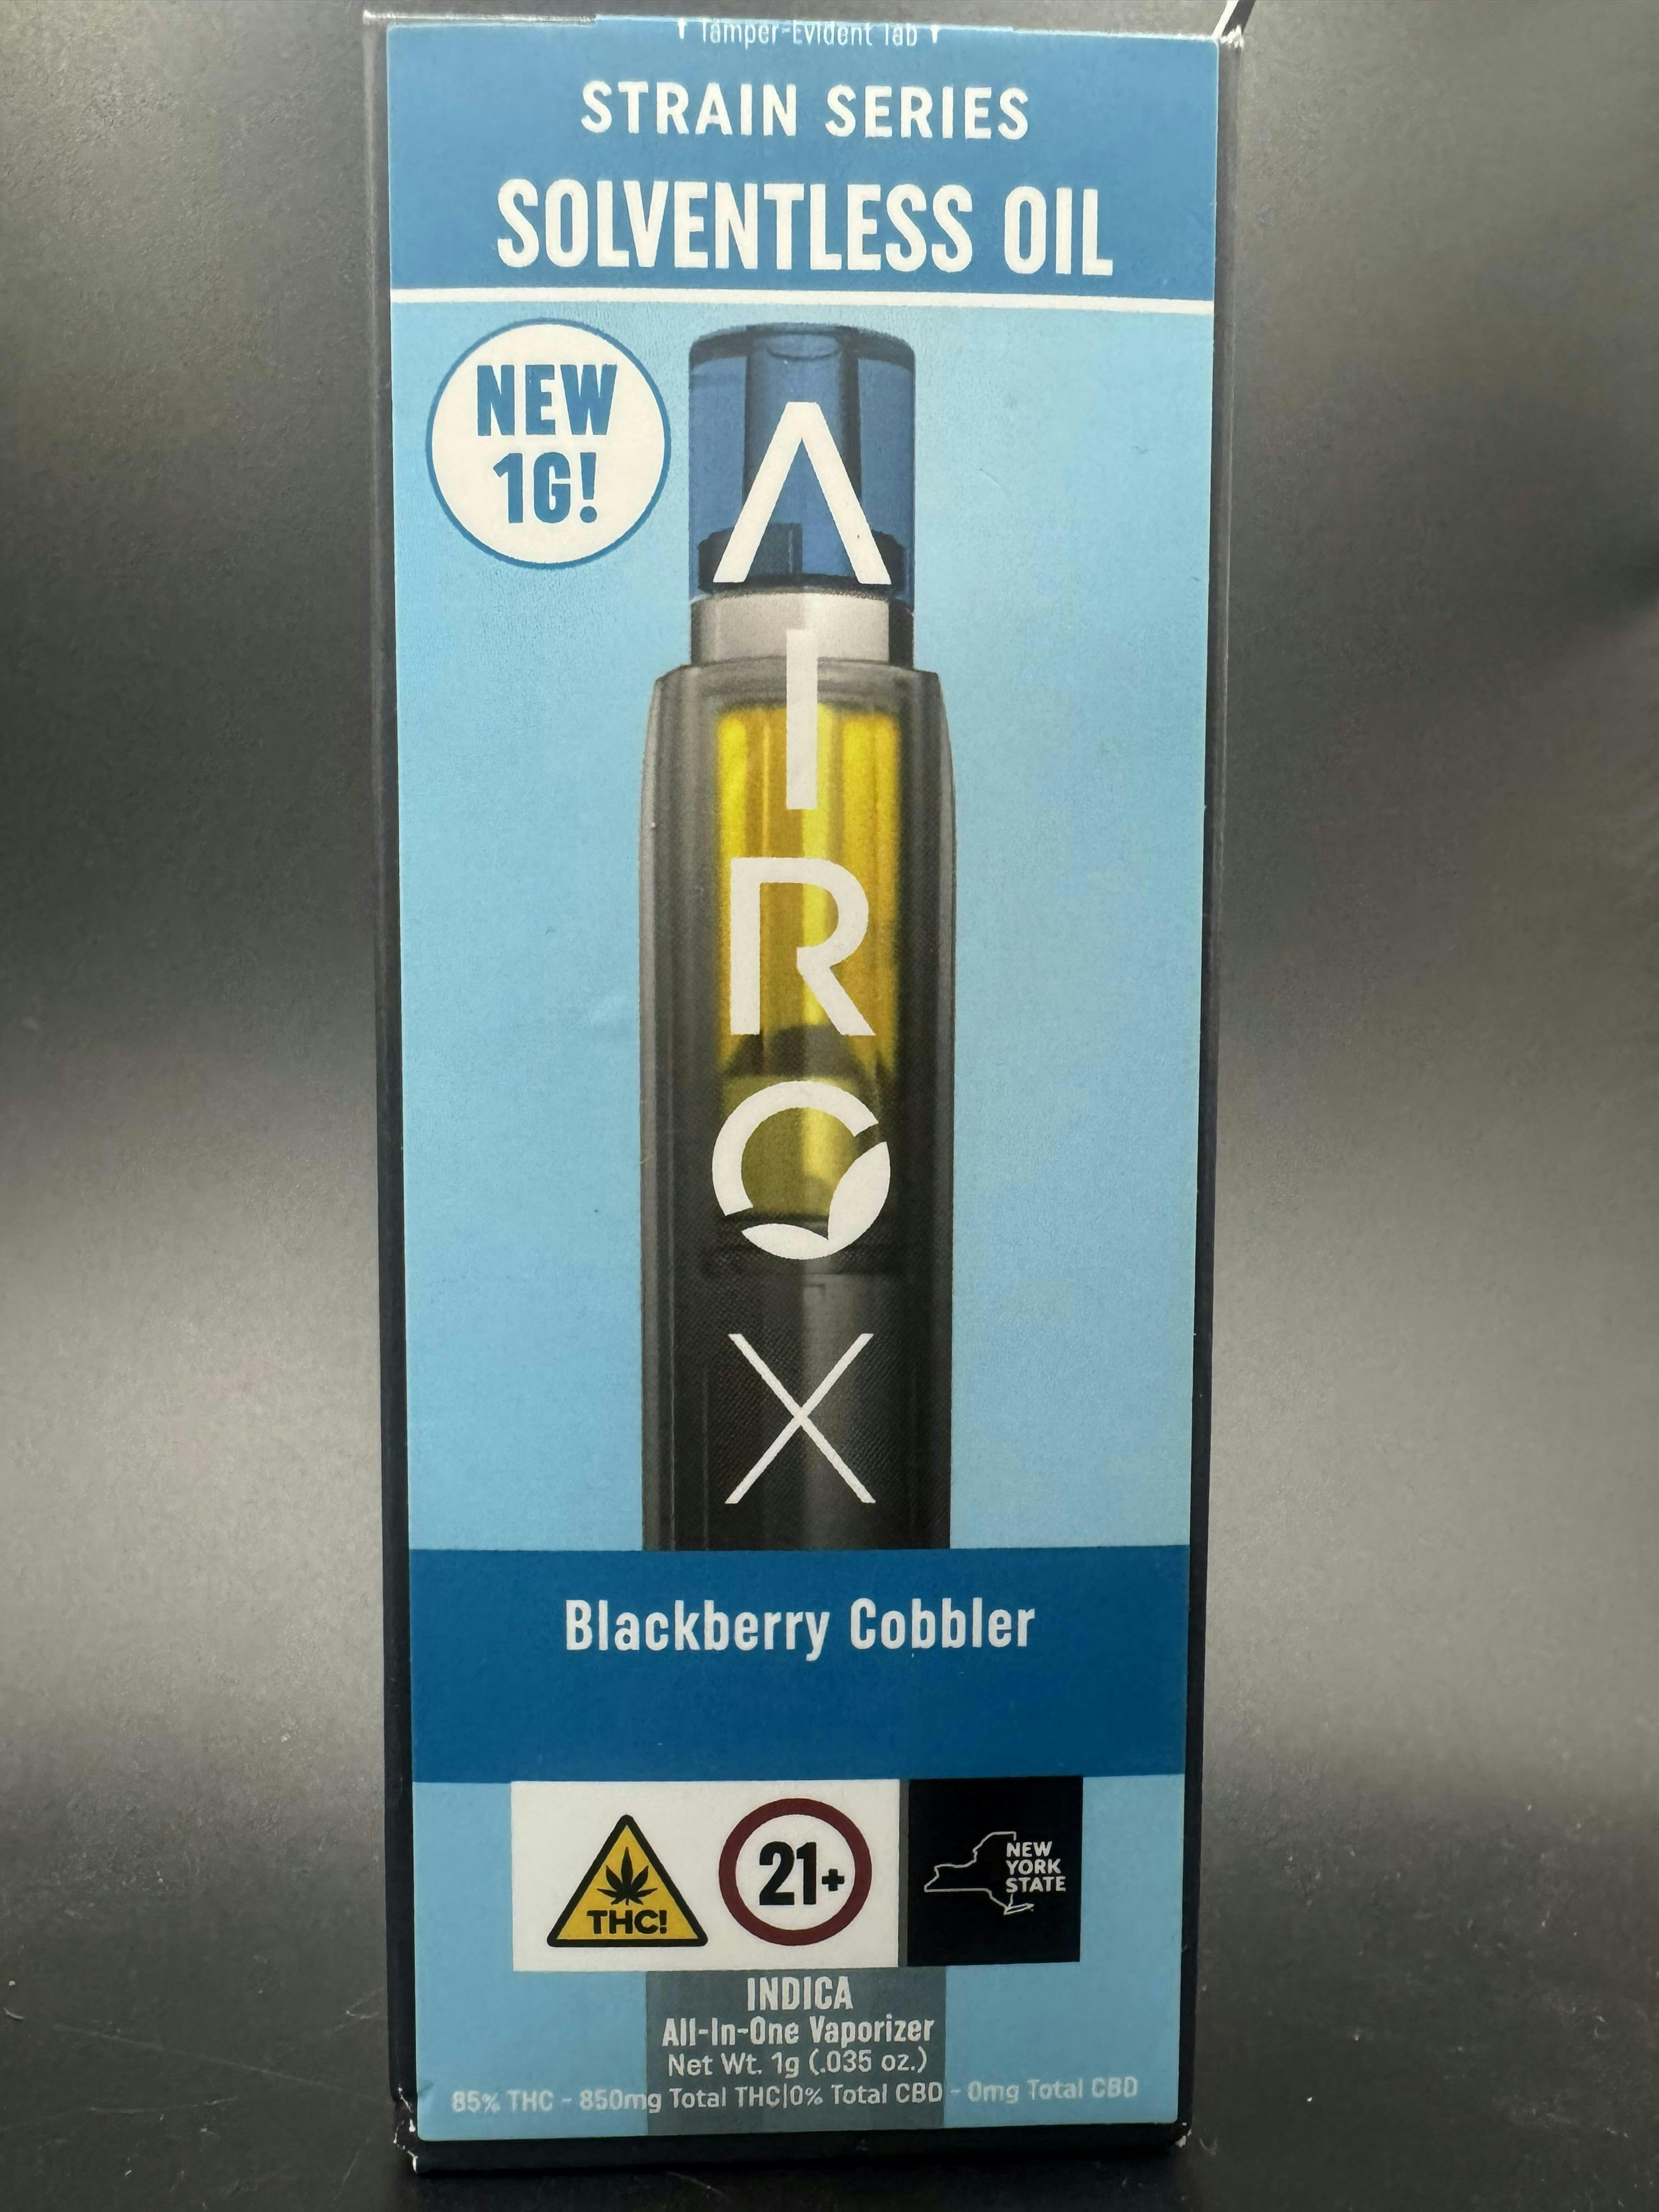 Tamper-Evident Tab
STRAIN SERIES
SOLVENTLESS OIL
NEW
1G!
AIROX
Blackberry Cobbler
THC!
21+
NEW
YORK
STATE
INDICA
All-In-One Vaporizer
Net Wt. 1g (.035 oz.)
85% THC - 850mg Total THC|0% Total CBD - 0mg Total CBD